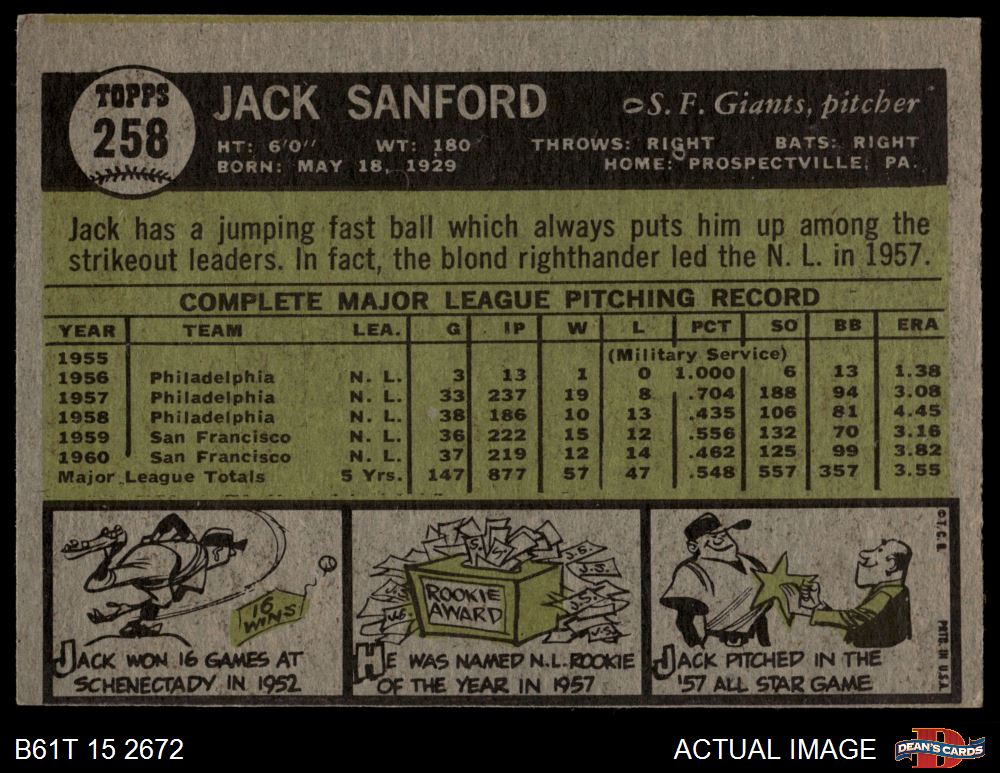 TOPPS
258
JACK SANFORD
S. F. Giants, pitcher
HT: 6'0" WT: 180 THROWS: RIGHT BATS: RIGHT
BORN: MAY 18, 1929 HOME: PROSPECTVILLE, PA.
Jack has a jumping fast ball which always puts him up among the
strikeout leaders. In fact, the blond righthander led the N. L. in 1957.
COMPLETE MAJOR LEAGUE PITCHING RECORD
YEAR TEAM LEA. G IP W L PCT SO BB ERA
1955 (Military Service)
1956 Philadelphia N. L. 3 13 1 0 1.000 6 13 1.38
1957 Philadelphia N. L. 33 237 19 8 .704 188 94 3.08
1958 Philadelphia N. L. 38 186 10 13 .435 106 81 4.45
1959 San Francisco N. L. 36 222 15 12 .556 132 70 3.16
1960 San Francisco N. L. 37 219 12 14 .462 125 99 3.82
Major League Totals 5 Yrs. 147 877 57 47 .548 557 357 3.55
16
WINS
JACK WON 16 GAMES AT
SCHENECTADY IN 1952
J.S.
J.S.
J.S.
ROOKIE
AWARD
HE WAS NAMED N.L. ROOKIE
OF THE YEAR IN 1957
JACK PITCHED IN THE
'57 ALL STAR GAME
© T. C. G. PRTD. IN U.S.A.
B61T 15 2672
ACTUAL IMAGE
D
DEAN'S CARDS